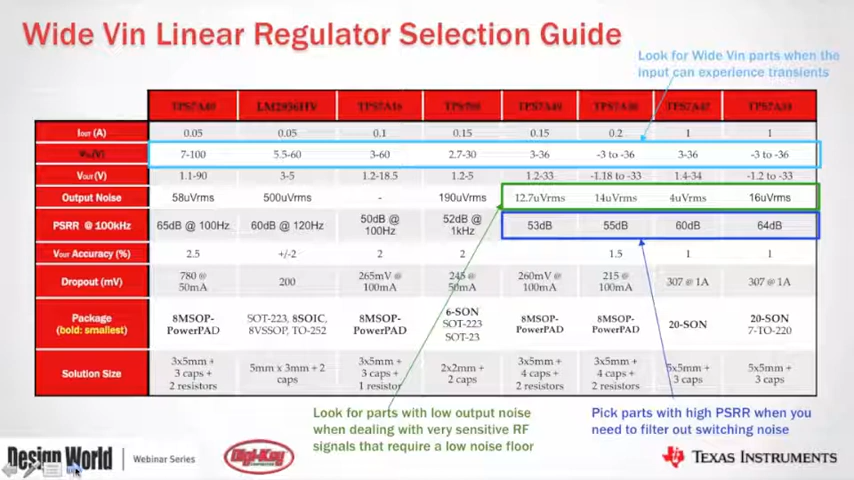 Wide Vin Linear Regulator Selection Guide
Look for Wide Vin parts when the
input can experience transients
TPS7A40 LM2936HV TPS7A16 TPS7A49
IOUT (A) 0.05 0.05 0.1 0.15 0.15 0.2 1 1
7-100 5.5-60 3-60 2.7-30 3-36 -3 to -36 3-36 -3 to -36
VOUT (V) 1.1-90 3-5 1.2-18.5 1.2-5 1.2-33 -1.18 to -33 1.4-34 -1.2 to -33
Output Noise 58uVrms 500uVrms - 190uVrms 12.7uVrms 14uVrms 4uVrms 16uVrms
PSRR @ 100kHz 65dB @ 100Hz 60dB @ 120Hz 50dB @ 100Hz 52dB @ 1kHz 53dB 55dB 60dB 64dB
VOUT Accuracy (%) 2.5 +/-2 2 2 1.5 1 1
Dropout (mV) 780 @ 50mA 200 265mV @ 100mA 245 @ 50mA 260mV @ 100mA 215 @ 100mA 307 @ 1A 307 @ 1A
Package (bold: smallest) 8MSOP-PowerPAD SOT-223, 8SOIC, 8VSSOP, TO-252 8MSOP-PowerPAD 6-SON SOT-223 SOT-23 8MSOP-PowerPAD 8MSOP-PowerPAD 20-SON 20-SON 7-TO-220
Solution Size 3x5mm + 3 caps + 2 resistors 5mm x 3mm + 2 caps 3x5mm + 3 caps + 1 resistor 2x2mm + 2 caps 3x5mm + 4 caps + 2 resistors 3x5mm + 4 caps + 2 resistors 5x5mm + 3 caps 5x5mm + 3 caps
Look for parts with low output noise
when dealing with very sensitive RF
signals that require a low noise floor
Pick parts with high PSRR when you
need to filter out switching noise
Design World
Webinar Series
Digi-Key
TEXAS INSTRUMENTS